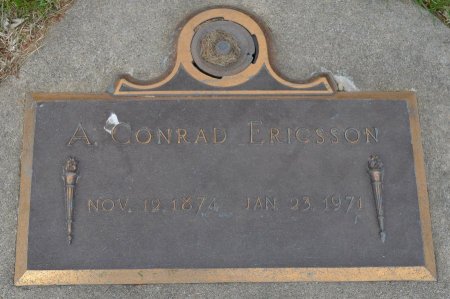 A. CONRAD ERICSSON
NOV. 12, 1874 JAN. 23, 1971